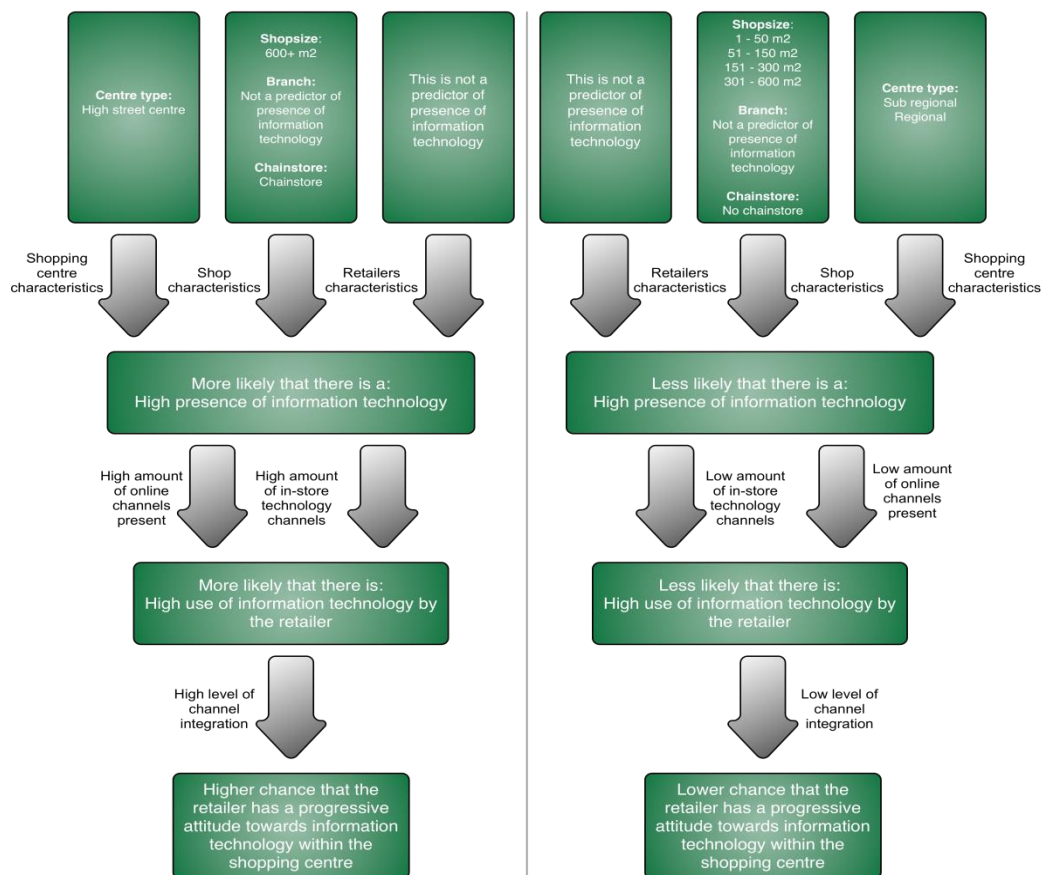 Centre type:
High street centre
Shopsize:
600+ m2
Branch:
Not a predictor of
presence of
information
technology
Chainstore:
Chainstore
This is not a
predictor of
presence of
information
technology
Shopping
centre
characteristics
Shop
characteristics
Retailers
characteristics
More likely that there is a:
High presence of information technology
High amount
of online
channels
present
High amount
of in-store
technology
channels
More likely that there is:
High use of information technology by
the retailer
High level of
channel
integration
Higher chance that the
retailer has a progressive
attitude towards information
technology within the
shopping centre
This is not a
predictor of
presence of
information
technology
Shopsize:
1 - 50 m2
51 - 150 m2
151 - 300 m2
301 - 600 m2
Branch:
Not a predictor of
presence of
information
technology
Chainstore:
No chainstore
Centre type:
Sub regional
Regional
Retailers
characteristics
Shop
characteristics
Shopping
centre
characteristics
Less likely that there is a:
High presence of information technology
Low amount
of in-store
technology
channels
Low amount
of online
channels
present
Less likely that there is:
High use of information technology by
the retailer
Low level of
channel
integration
Lower chance that the
retailer has a progressive
attitude towards information
technology within the
shopping centre